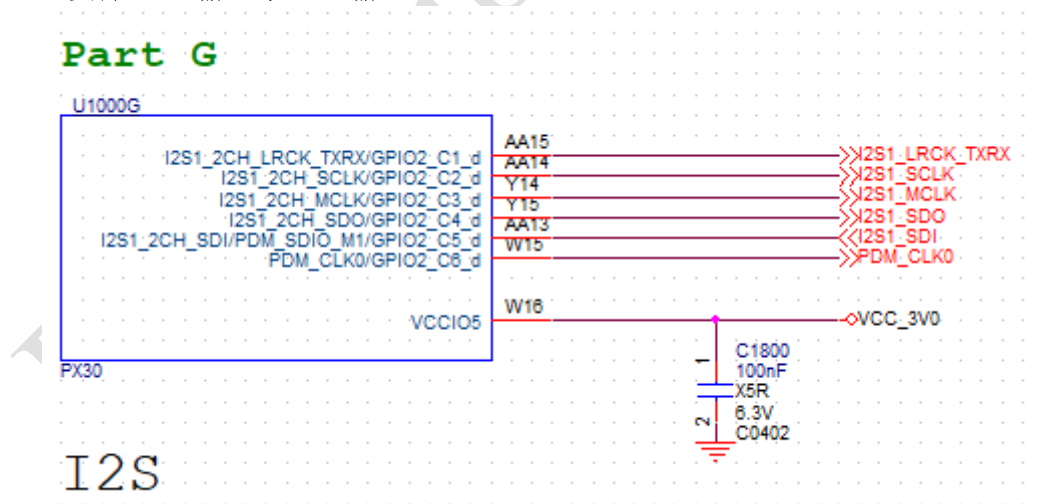 Part G
U1000G
I2S1_2CH_LRCK_TXRX/GPIO2_C1_d AA15 I2S1_LRCK_TXRX
I2S1_2CH_SCLK/GPIO2_C2_d AA14 I2S1_SCLK
I2S1_2CH_MCLK/GPIO2_C3_d Y14 I2S1_MCLK
I2S1_2CH_SDO/GPIO2_C4_d Y15 I2S1_SDO
I2S1_2CH_SDI/PDM_SDIO_M1/GPIO2_C5_d AA13 I2S1_SDI
PDM_CLK0/GPIO2_C6_d W15 PDM_CLK0
VCCIO5 W16 VCC_3V0
PX30
1
C1800
100nF
X5R
6.3V
C0402
2
I2S